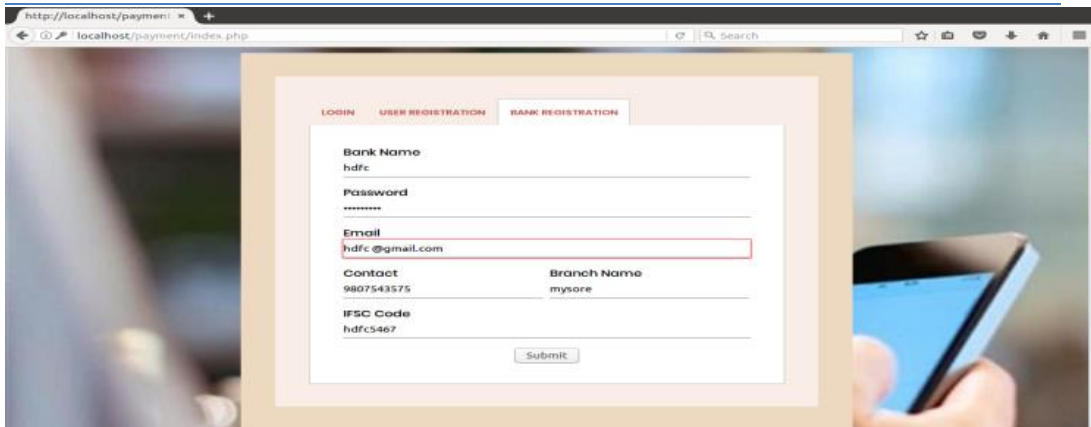 http://localhost/payment × +
localhost/payment/index.php Search
LOGIN USER REGISTRATION BANK REGISTRATION
Bank Name
hdfc
Password
•••••••••
Email
hdfc @gmail.com
Contact Branch Name
9807543575 mysore
IFSC Code
hdfc5467
Submit